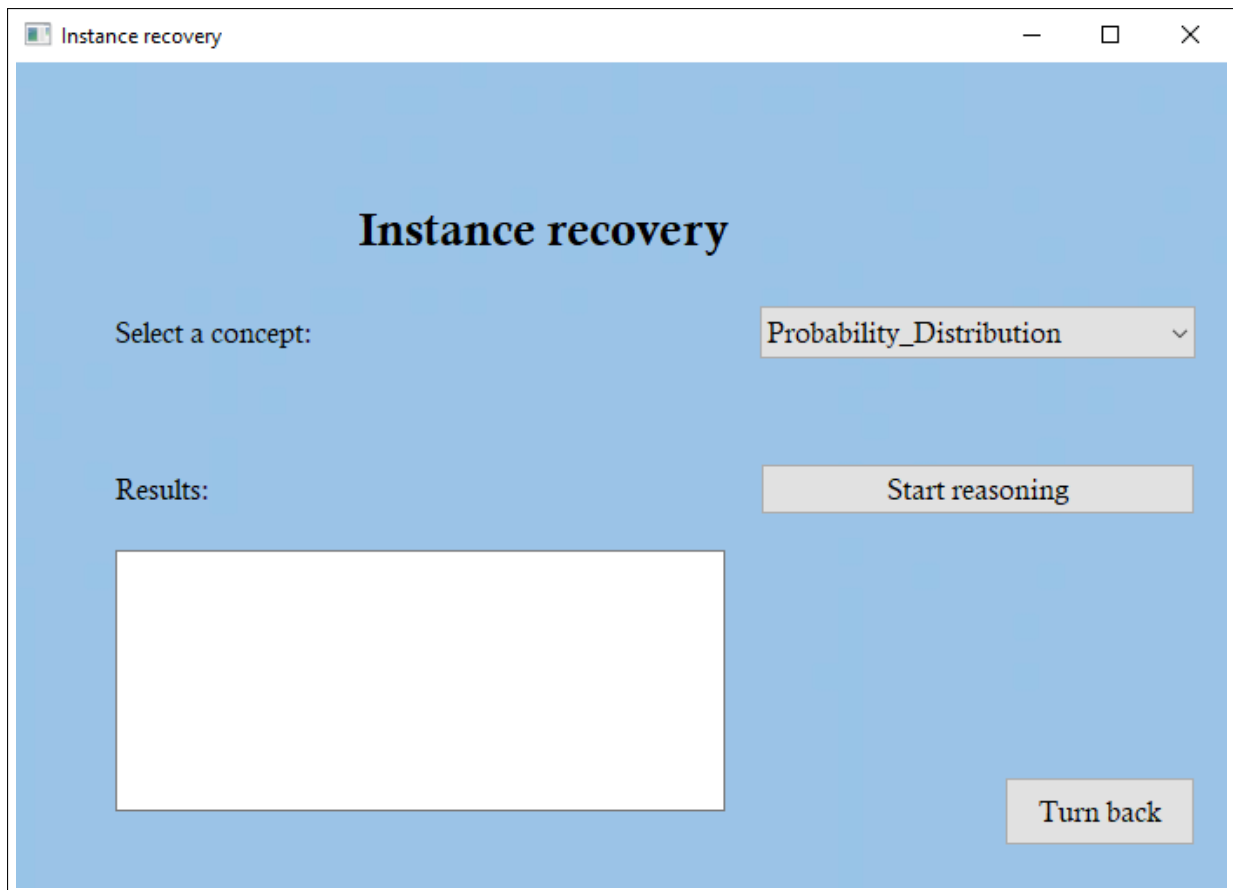 Instance recovery
Instance recovery
Select a concept:
Probability_Distribution
Results:
Start reasoning
Turn back